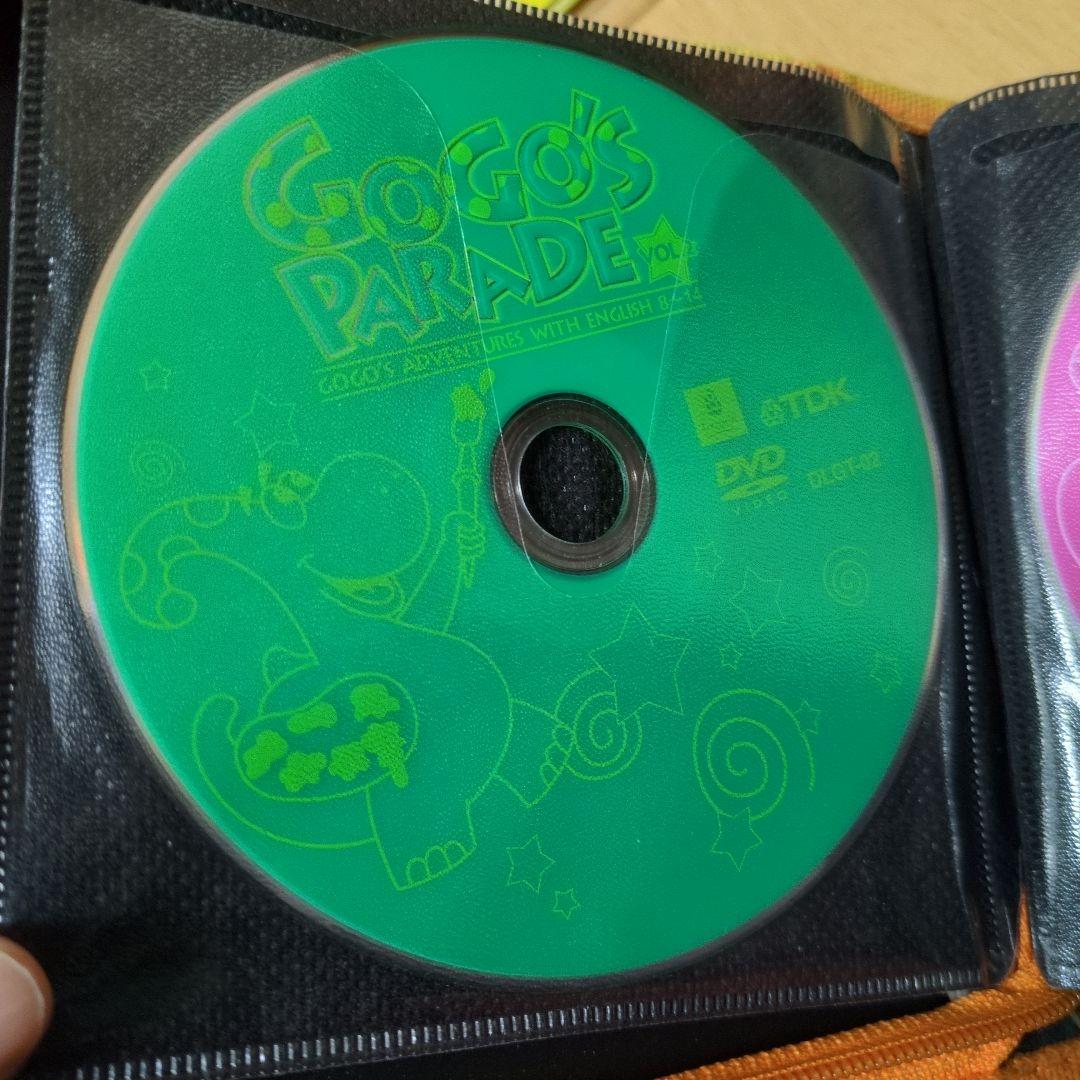 GOGO'S
PARADE
VOL 2
GOGO'S ADVENTURES WITH ENGLISH 8~14
TDK
DVD
VIDEO
DLGT-02